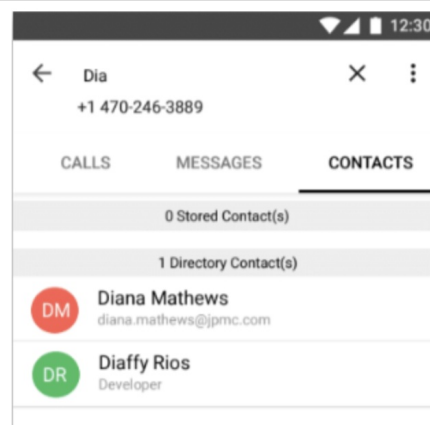 12:30
Dia
+1 470-246-3889
CALLS MESSAGES CONTACTS
0 Stored Contact(s)
1 Directory Contact(s)
DM
Diana Mathews
diana.mathews@jpmc.com
DR
Diaffy Rios
Developer